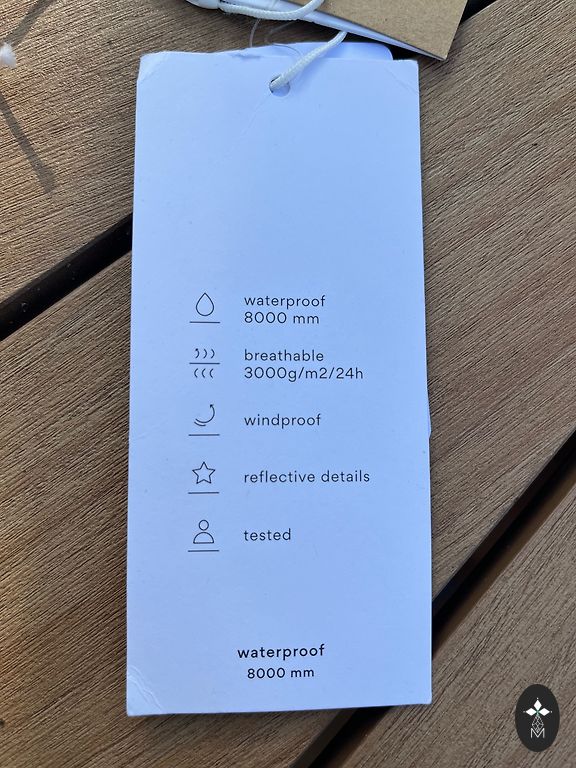 waterproof
8000 mm
breathable
3000g/m2/24h
windproof
reflective details
tested
waterproof
8000 mm
M